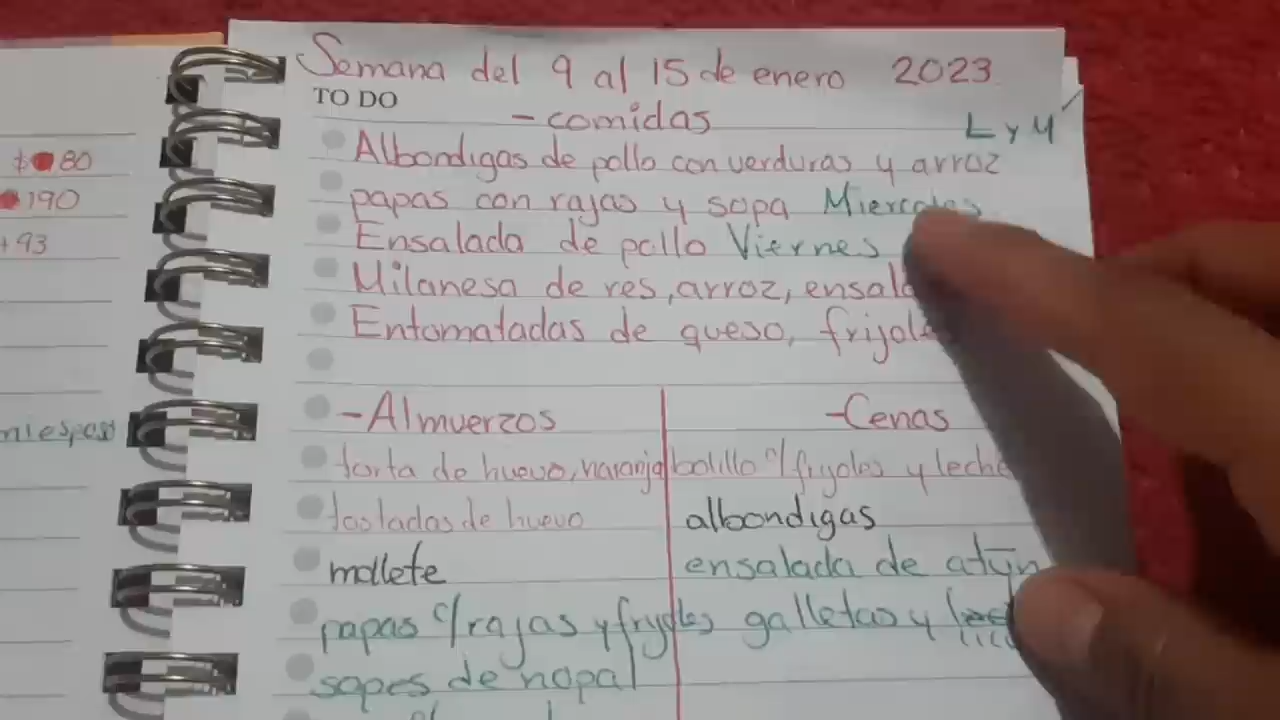 Semana del 9 al 15 de enero 2023
TO DO
- comidas
L y M
Albondigas de pollo con verduras y arroz
papas con rajas y sopa Miercoles
Ensalada de pollo Viernes
Milanesa de res, arroz, ensal
Entomatadas de queso, frijol
- Almuerzos
torta de huevo, naranja
tostadas de huevo
mollete
papas c/rajas y frijoles
sopes de nopal
- Cenas
bolillo c/ frijoles y leche
albondigas
ensalada de atún
galletas y
$ 80
190
+ 93